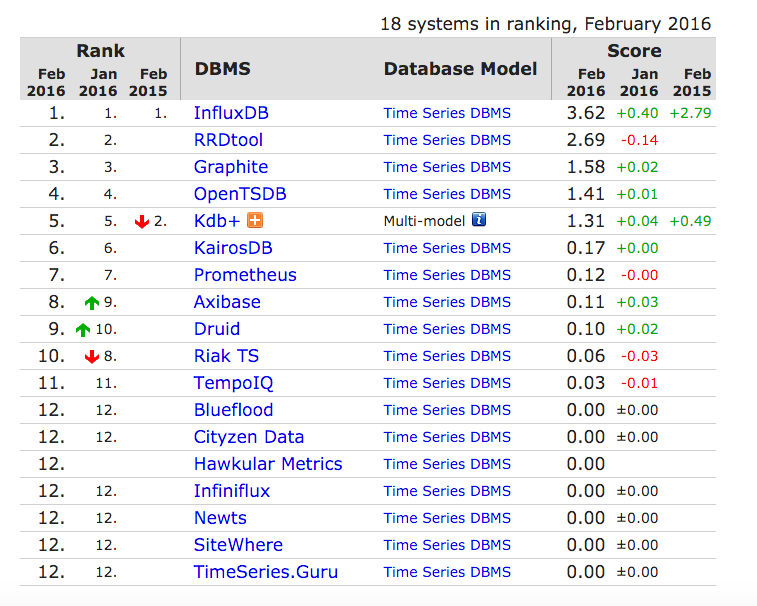 18 systems in ranking, February 2016
Rank DBMS Database Model Score
Feb 2016 Jan 2016 Feb 2015 Feb 2016 Jan 2016 Feb 2015
1. 1. 1. InfluxDB Time Series DBMS 3.62 +0.40 +2.79
2. 2. RRDtool Time Series DBMS 2.69 -0.14
3. 3. Graphite Time Series DBMS 1.58 +0.02
4. 4. OpenTSDB Time Series DBMS 1.41 +0.01
5. 5. 2. Kdb+ Multi-model 1.31 +0.04 +0.49
6. 6. KairosDB Time Series DBMS 0.17 +0.00
7. 7. Prometheus Time Series DBMS 0.12 -0.00
8. 9. Axibase Time Series DBMS 0.11 +0.03
9. 10. Druid Time Series DBMS 0.10 +0.02
10. 8. Riak TS Time Series DBMS 0.06 -0.03
11. 11. TempoIQ Time Series DBMS 0.03 -0.01
12. 12. Blueflood Time Series DBMS 0.00 ±0.00
12. 12. Cityzen Data Time Series DBMS 0.00 ±0.00
12. Hawkular Metrics Time Series DBMS 0.00
12. 12. Infiniflux Time Series DBMS 0.00 ±0.00
12. 12. Newts Time Series DBMS 0.00 ±0.00
12. 12. SiteWhere Time Series DBMS 0.00 ±0.00
12. 12. TimeSeries.Guru Time Series DBMS 0.00 ±0.00